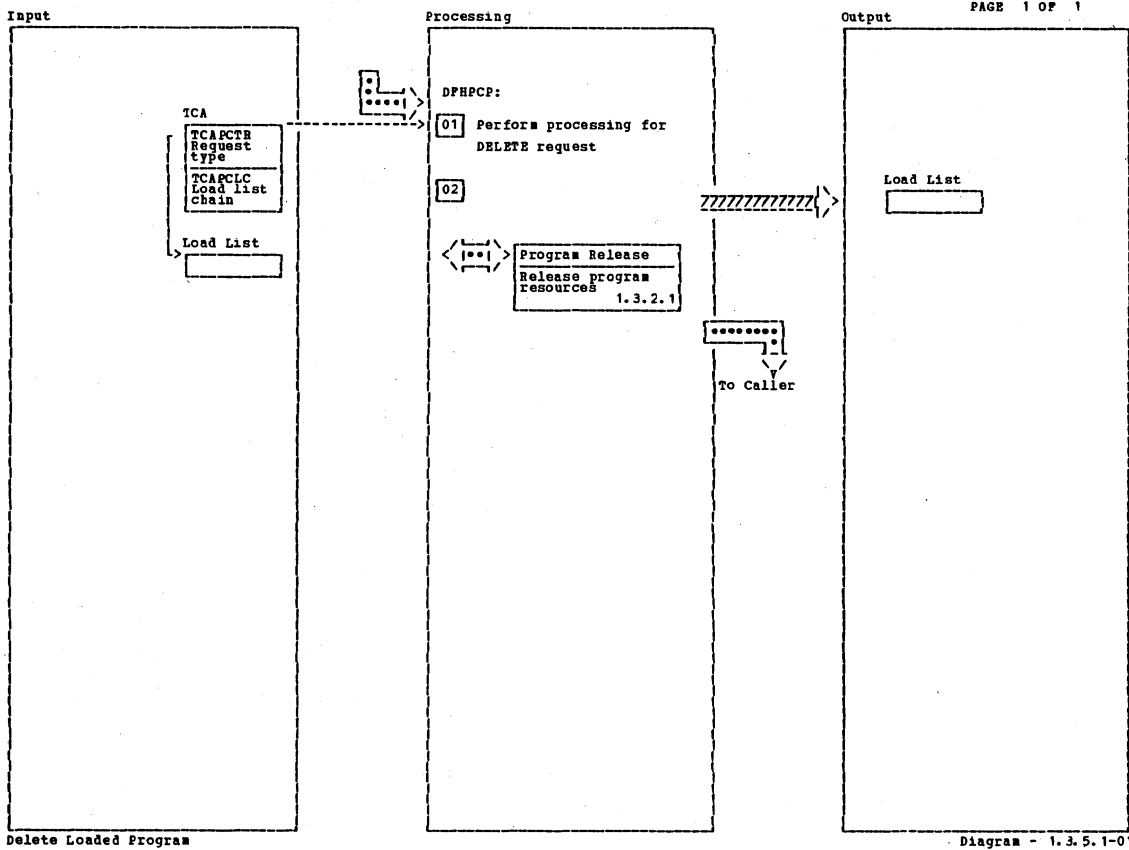 PAGE 1 OF 1
Input
Processing
Output
DFHPCP:
TCA
TCAPCTR
Request
type
TCAPCLC
Load list
chain
Load List
01 Perform processing for
DELETE request
02
Program Release
Release program
resources
1.3.2.1
To Caller
Load List
Delete Loaded Program
Diagram - 1.3.5.1-01